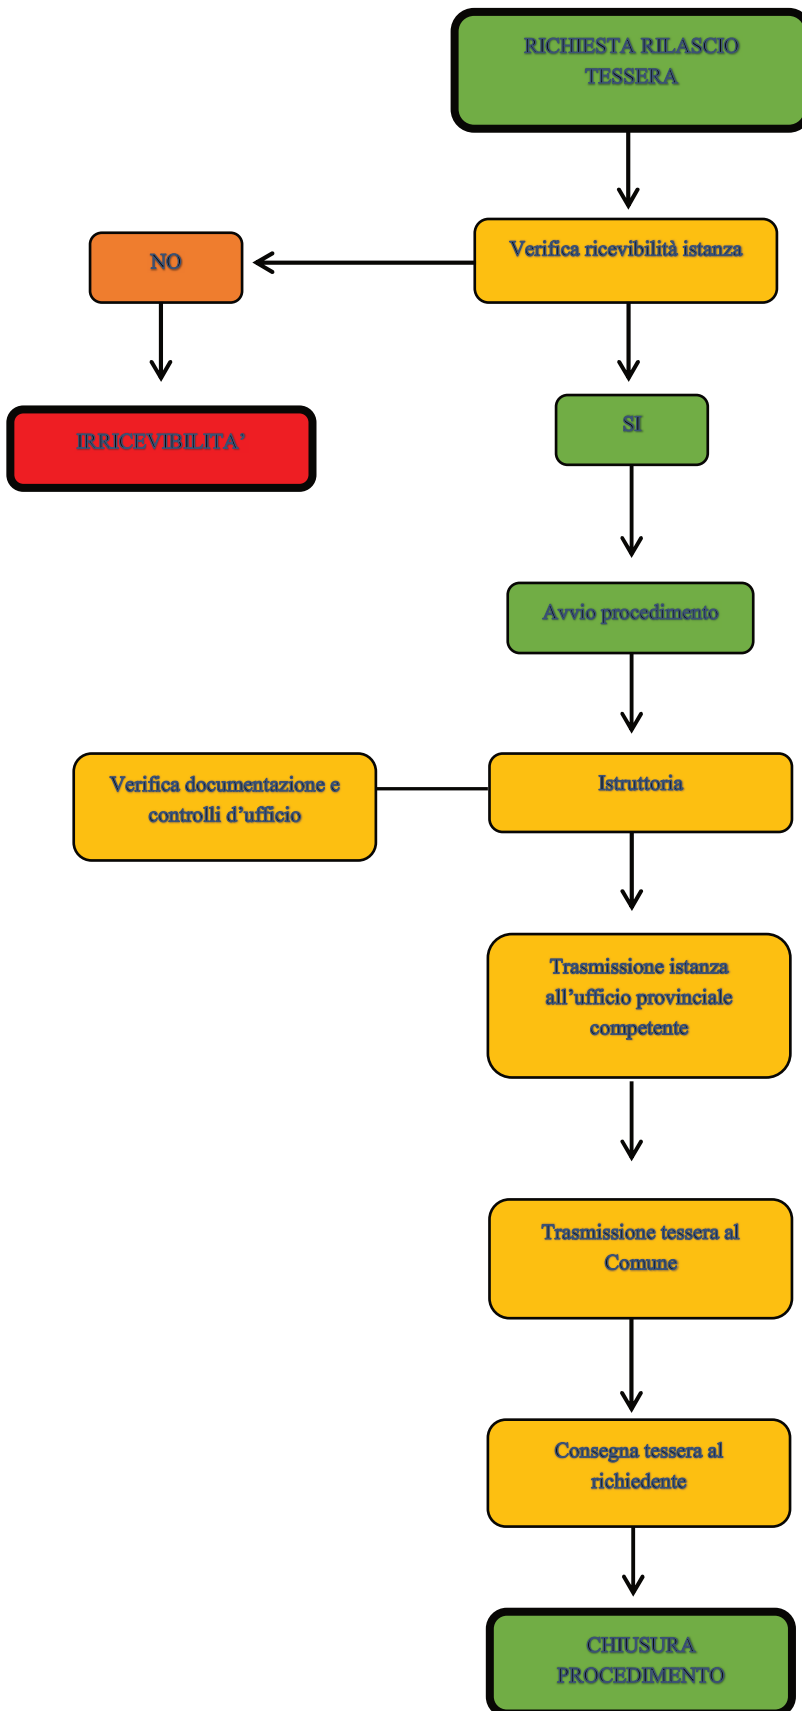 RICHIESTA RILASCIO
TESSERA
Verifica ricevibilità istanza
NO
IRRICEVIBILITA’
SI
Avvio procedimento
Verifica documentazione e
controlli d’ufficio
Istruttoria
Trasmissione istanza
all’ufficio provinciale
competente
Trasmissione tessera al
Comune
Consegna tessera al
richiedente
CHIUSURA
PROCEDIMENTO